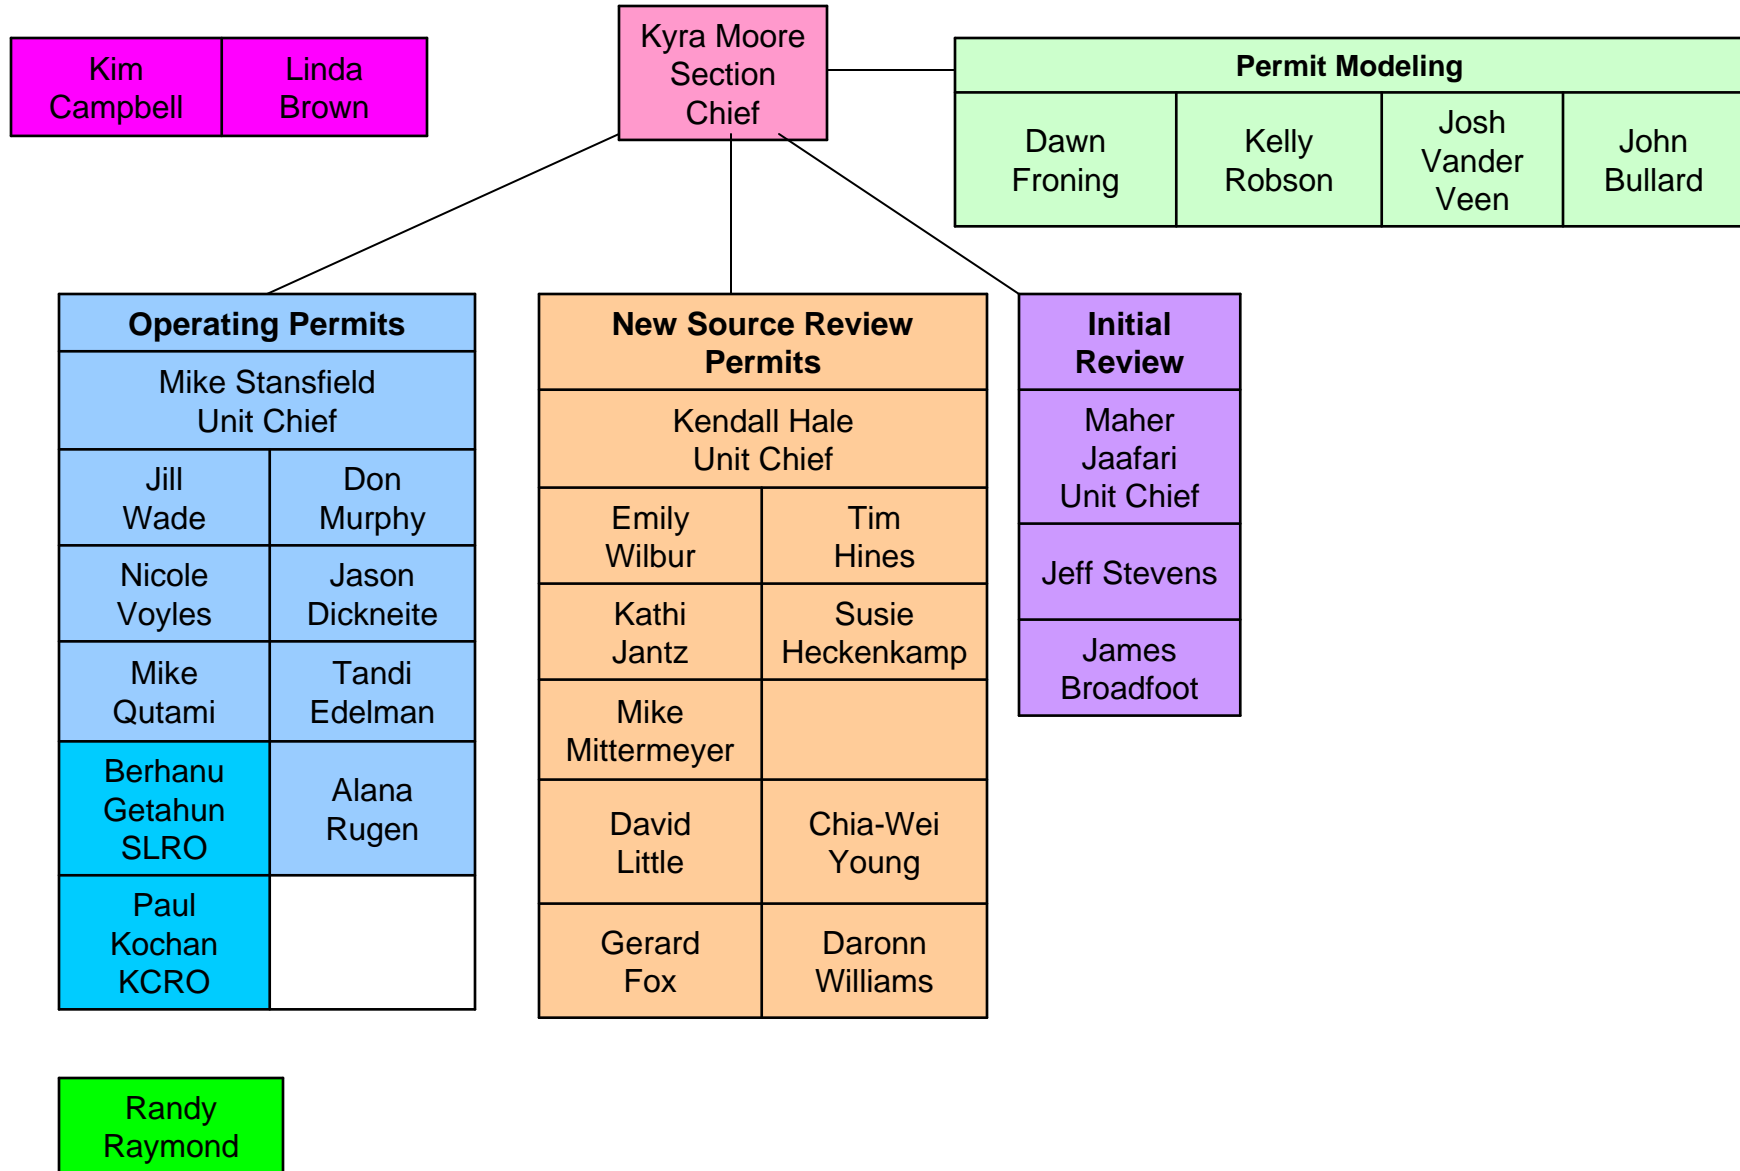 Kim
Campbell
Linda
Brown
Kyra Moore
Section
Chief
Permit Modeling
Dawn
Froning
Kelly
Robson
Josh
Vander
Veen
John
Bullard
Operating Permits
Mike Stansfield
Unit Chief
Jill
Wade
Don
Murphy
Nicole
Voyles
Jason
Dickneite
Mike
Qutami
Tandi
Edelman
Berhanu
Getahun
SLRO
Alana
Rugen
Paul
Kochan
KCRO
New Source Review
Permits
Kendall Hale
Unit Chief
Emily
Wilbur
Tim
Hines
Kathi
Jantz
Susie
Heckenkamp
Mike
Mittermeyer
David
Little
Chia-Wei
Young
Gerard
Fox
Daronn
Williams
Initial
Review
Maher
Jaafari
Unit Chief
Jeff Stevens
James
Broadfoot
Randy
Raymond